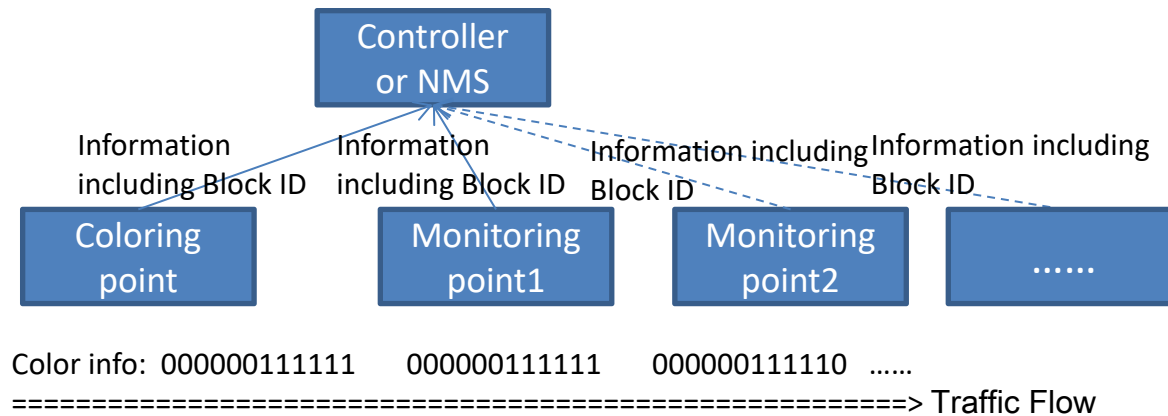 Controller
or NMS
Information
including Block ID
Information
including Block ID
Information including
Block ID
Information including
Block ID
Coloring
point
Monitoring
point1
Monitoring
point2
......
Color info: 000000111111 000000111111 000000111110 ......
========================================================> Traffic Flow